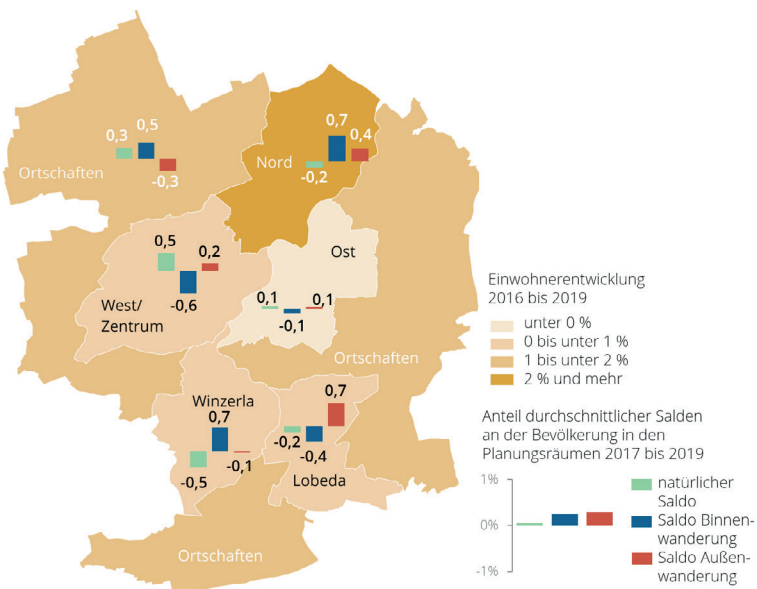 0,3
0,5
-0,3
Ortschaften
0,7
0,4
Nord
-0,2
Ost
0,5
0,2
-0,6
West/
Zentrum
0,1
0,1
-0,1
Ortschaften
Winzerla
0,7
-0,5
-0,1
0,7
-0,2
-0,4
Lobeda
Ortschaften
Einwohnerentwicklung
2016 bis 2019
unter 0 %
0 bis unter 1 %
1 bis unter 2 %
2 % und mehr
Anteil durchschnittlicher Salden
an der Bevölkerung in den
Planungsräumen 2017 bis 2019
1%
0%
-1%
natürlicher
Saldo
Saldo Binnen-
wanderung
Saldo Außen-
wanderung